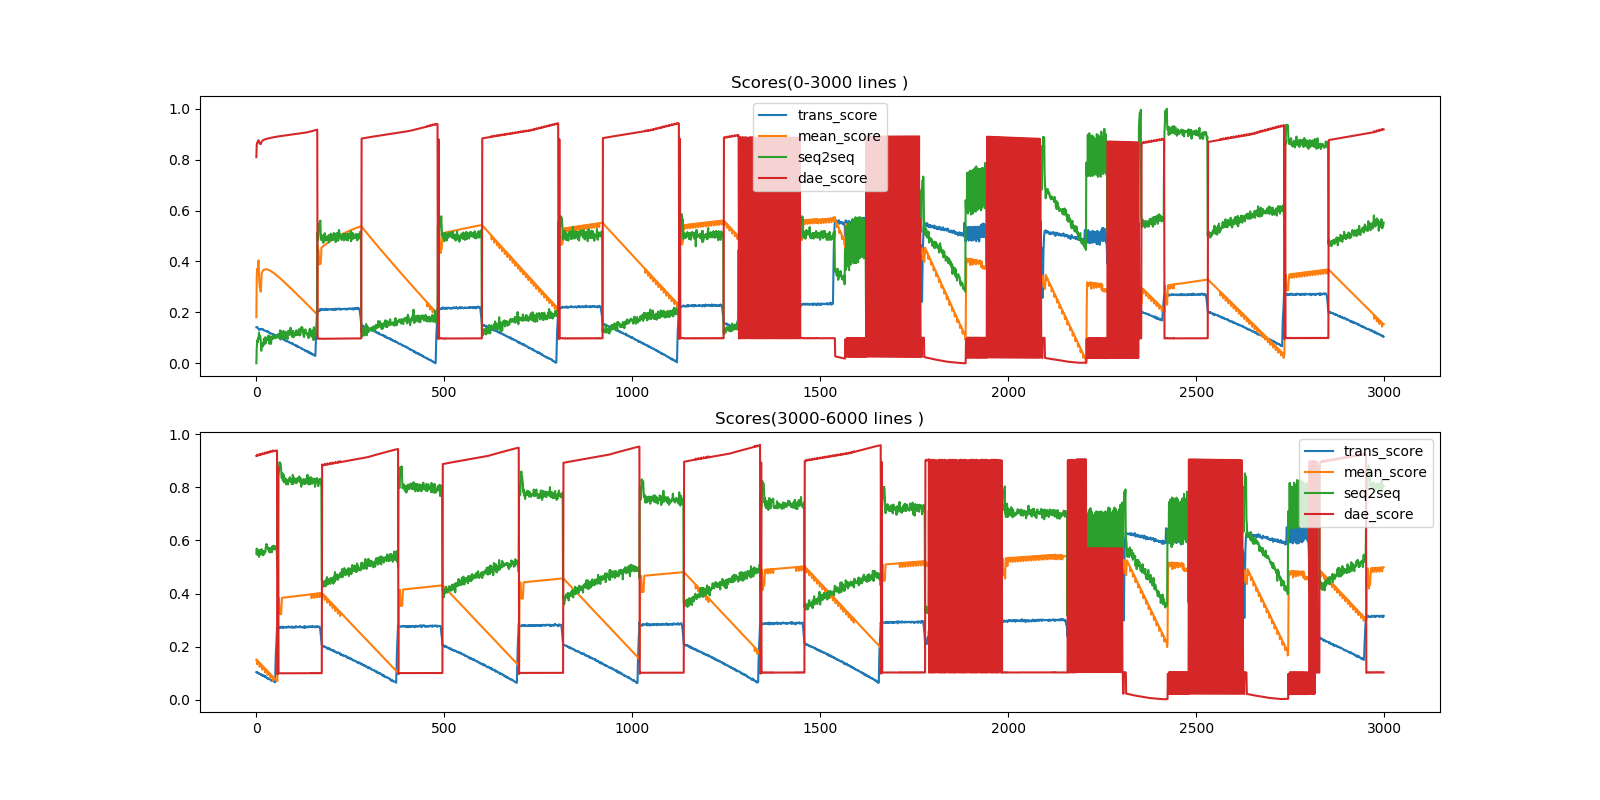 Scores(0-3000 lines )
1.0
0.8
0.6
0.4
0.2
0.0
trans_score
mean_score
seq2seq
dae_score
0 500 1000 1500 2000 2500 3000
Scores(3000-6000 lines )
1.0
0.8
0.6
0.4
0.2
0.0
trans_score
mean_score
seq2seq
dae_score
0 500 1000 1500 2000 2500 3000